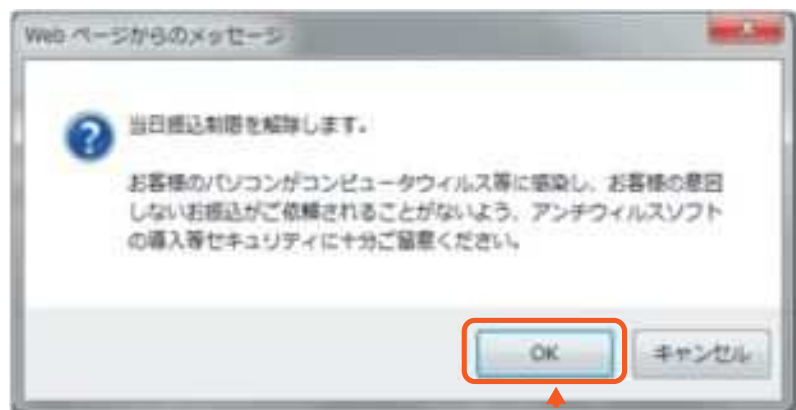 Web ページからのメッセージ
当日振込制限を解除します。
お客様のパソコンがコンピュータウィルス等に感染し、お客様の意図
しないお振込がご依頼されることがないよう、アンチウィルスソフト
の導入等セキュリティに十分ご留意ください。
OK キャンセル